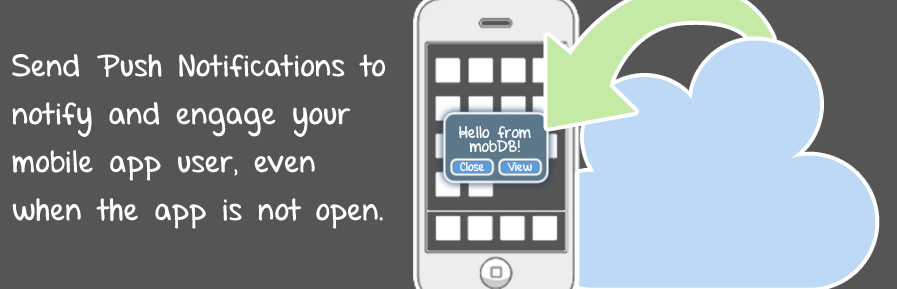 Send Push Notifications to
notify and engage your
mobile app user, even
when the app is not open.
Hello from
mobDB!
Close View